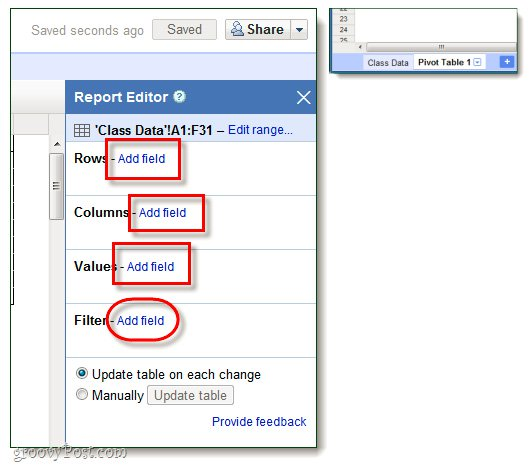 Saved seconds ago Saved Share
Report Editor ?
'Class Data'!A1:F31 – Edit range...
Rows - Add field
Columns - Add field
Values - Add field
Filter - Add field
Update table on each change
Manually Update table
Provide feedback
groovyPost.com
23
24
25
Class Data Pivot Table 1 +